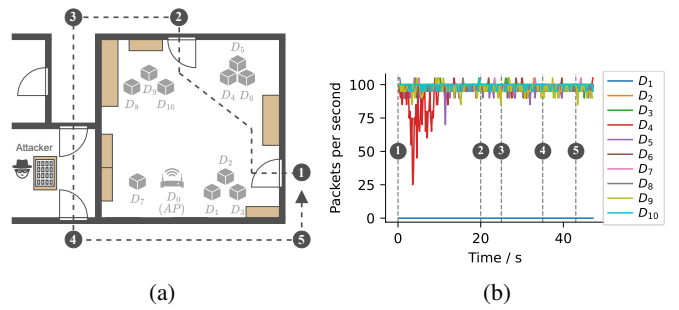 3
2
D5
D9
D4 D6
D8
D10
Attacker
1
D2
D7
D0
(AP)
D1
D3
4
5
(a)
Packets per second
100
75
50
25
0
1
2
3
4
5
0
20
40
Time / s
D1
D2
D3
D4
D5
D6
D7
D8
D9
D10
(b)